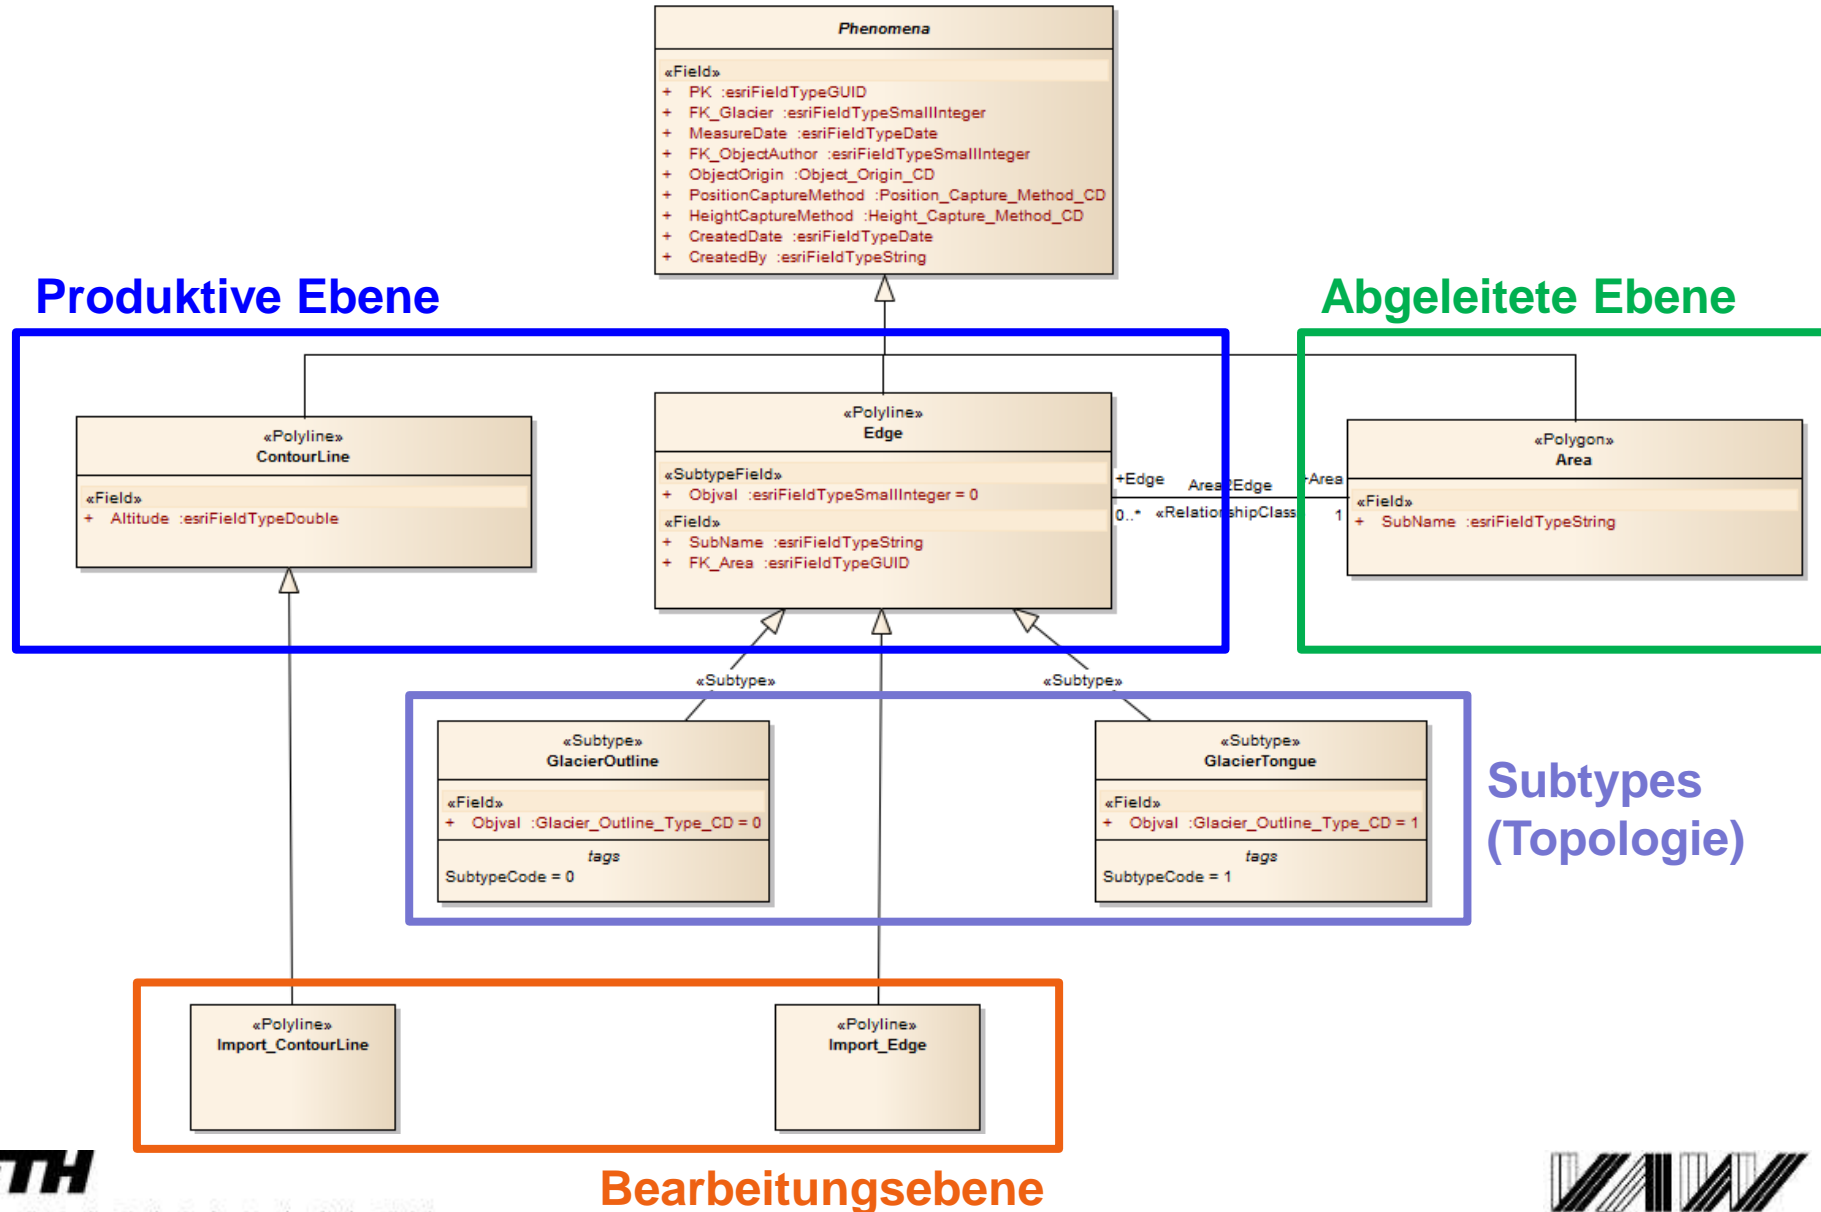 Phenomena
«Field»
+ PK :esriFieldTypeGUID
+ FK_Glacier :esriFieldTypeSmallInteger
+ MeasureDate :esriFieldTypeDate
+ FK_ObjectAuthor :esriFieldTypeSmallInteger
+ ObjectOrigin :Object_Origin_CD
+ PositionCaptureMethod :Position_Capture_Method_CD
+ HeightCaptureMethod :Height_Capture_Method_CD
+ CreatedDate :esriFieldTypeDate
+ CreatedBy :esriFieldTypeString
Produktive Ebene
Abgeleitete Ebene
«Polyline»
ContourLine
«Field»
+ Altitude :esriFieldTypeDouble
«Polyline»
Edge
«SubtypeField»
+ Objval :esriFieldTypeSmallInteger = 0
«Field»
+ SubName :esriFieldTypeString
+ FK_Area :esriFieldTypeGUID
+Edge
Area2Edge
+Area
0..*
«RelationshipClass
1
«Polygon»
Area
«Field»
+ SubName :esriFieldTypeString
«Subtype»
«Subtype»
«Subtype»
GlacierOutline
«Field»
+ Objval :Glacier_Outline_Type_CD = 0
tags
SubtypeCode = 0
«Subtype»
GlacierTongue
«Field»
+ Objval :Glacier_Outline_Type_CD = 1
tags
SubtypeCode = 1
Subtypes
(Topologie)
«Polyline»
Import_ContourLine
«Polyline»
Import_Edge
Bearbeitungsebene
TH
VAW